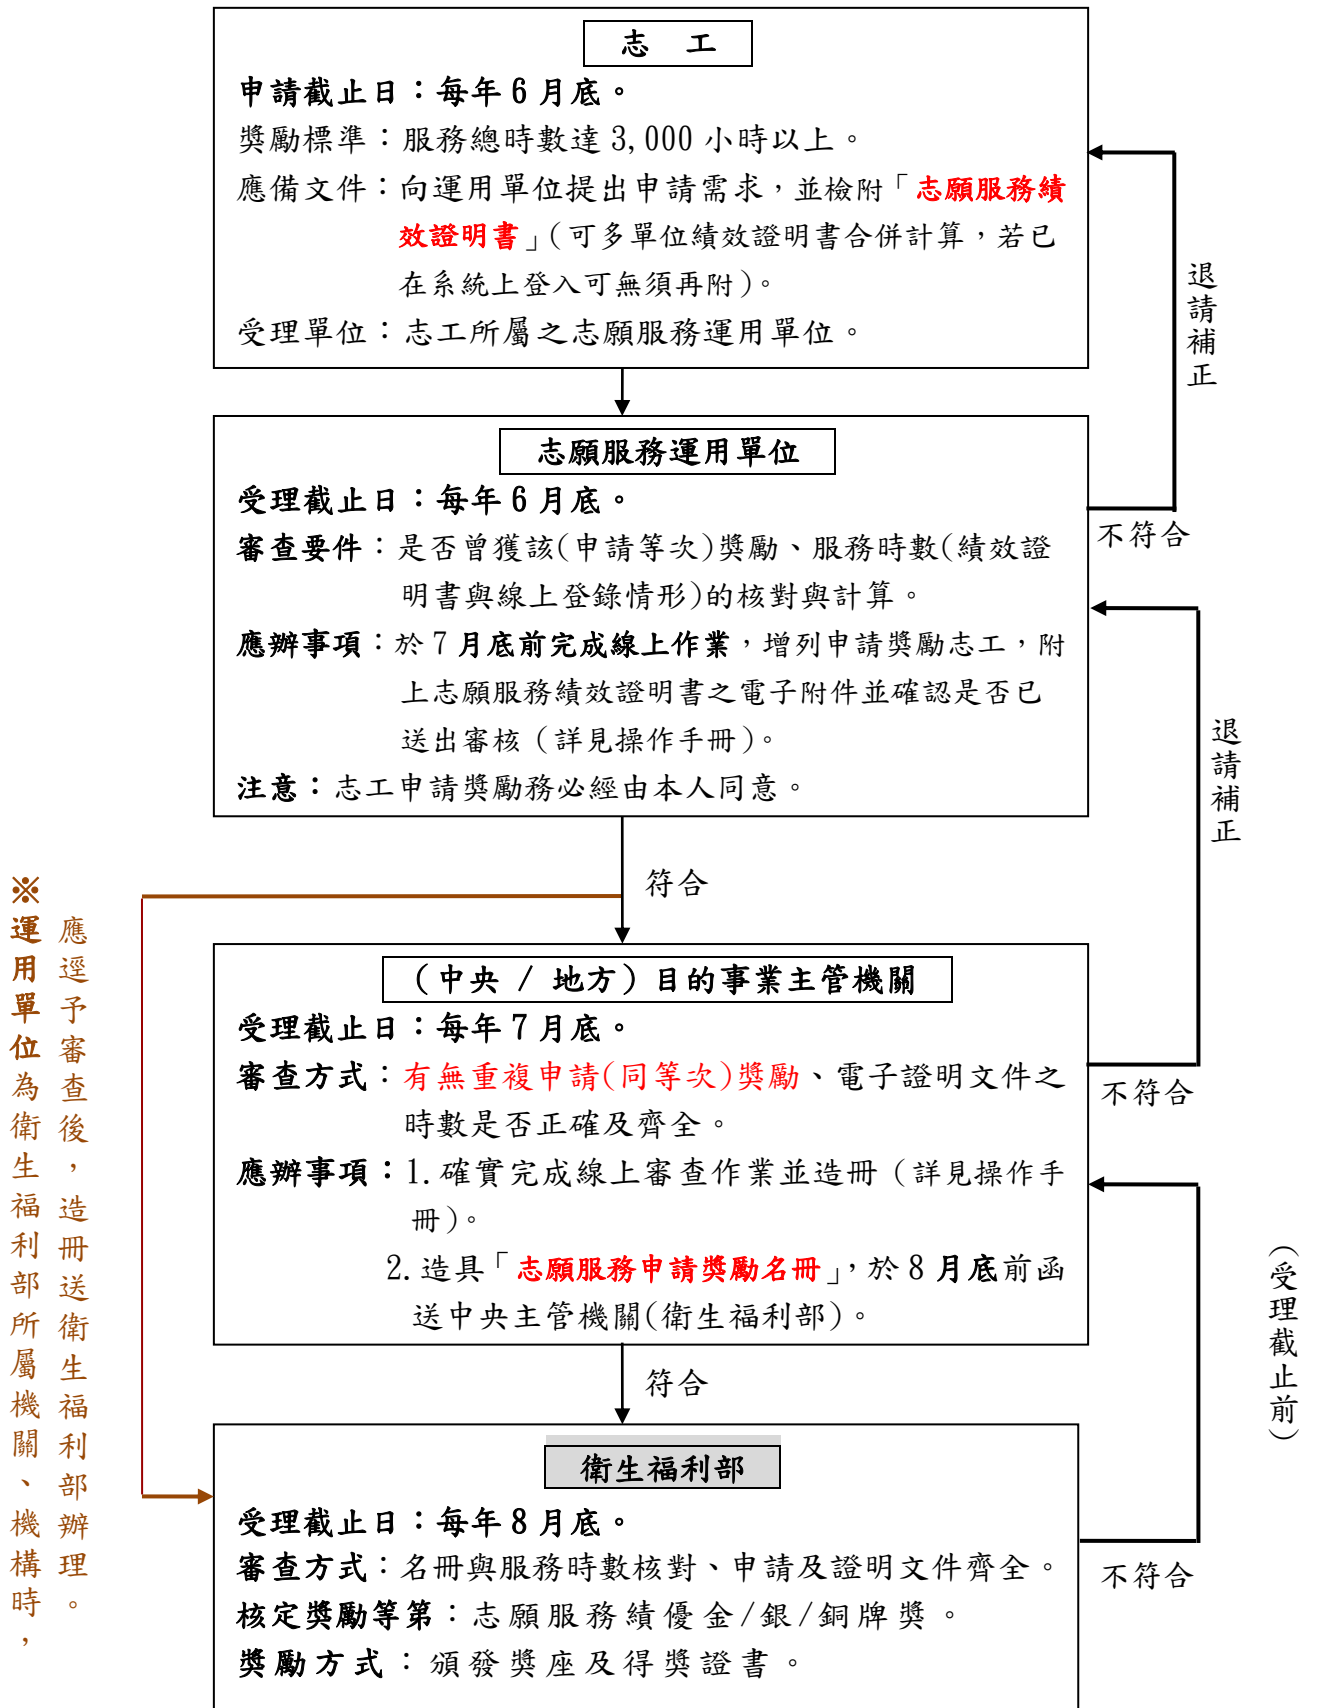 志　工
申請截止日：每年6月底。
獎勵標準：服務總時數達3,000小時以上。
應備文件：向運用單位提出申請需求，並檢附「志願服務績
效證明書」(可多單位績效證明書合併計算，若已
在系統上登入可無須再附)。
受理單位：志工所屬之志願服務運用單位。
退請補正
志願服務運用單位
受理截止日：每年6月底。
審查要件：是否曾獲該(申請等次)獎勵、服務時數(績效證
明書與線上登錄情形)的核對與計算。
應辦事項：於7月底前完成線上作業，增列申請獎勵志工，附
上志願服務績效證明書之電子附件並確認是否已
送出審核（詳見操作手冊)。
注意：志工申請獎勵務必經由本人同意。
不符合
退請補正
符合
※運用單位為衛生福利部所屬機關、機構時，
應逕予審查後，造冊送衛生福利部辦理。
（中央 / 地方）目的事業主管機關
受理截止日：每年7月底。
審查方式：有無重複申請(同等次)獎勵、電子證明文件之
時數是否正確及齊全。
應辦事項：1.確實完成線上審查作業並造冊（詳見操作手
冊)。
2.造具「志願服務申請獎勵名冊」，於8月底前函
送中央主管機關(衛生福利部)。
不符合
（受理截止前）
符合
衛生福利部
受理截止日：每年8月底。
審查方式：名冊與服務時數核對、申請及證明文件齊全。
核定獎勵等第：志願服務績優金/銀/銅牌獎。
獎勵方式：頒發獎座及得獎證書。
不符合